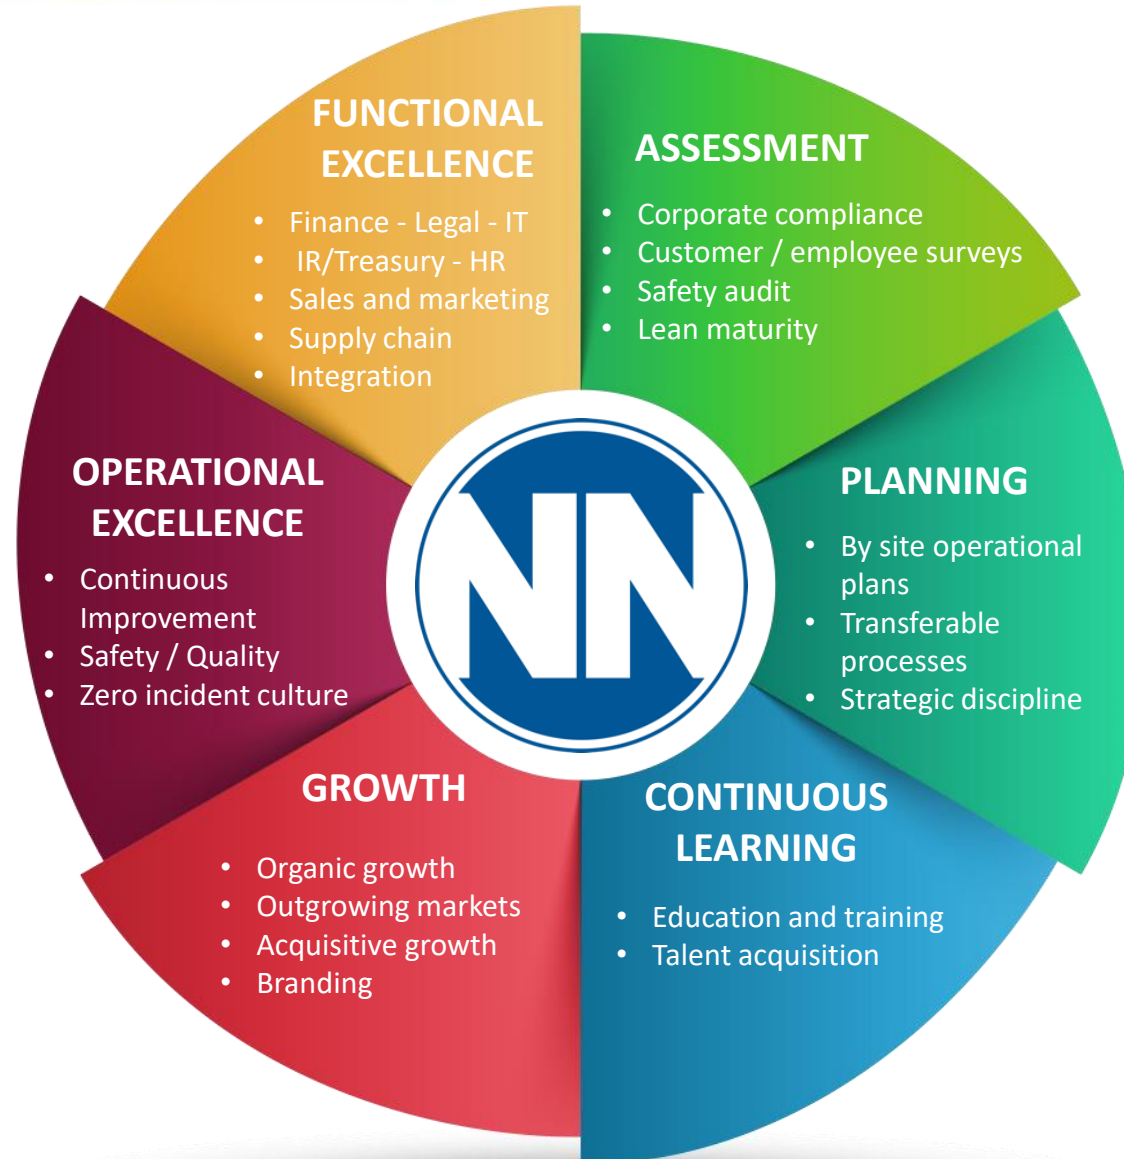 FUNCTIONAL
EXCELLENCE
• Finance - Legal - IT
• IR/Treasury - HR
• Sales and marketing
• Supply chain
• Integration
ASSESSMENT
• Corporate compliance
• Customer / employee surveys
• Safety audit
• Lean maturity
OPERATIONAL
EXCELLENCE
• Continuous
Improvement
• Safety / Quality
• Zero incident culture
NN
PLANNING
• By site operational
plans
• Transferable
processes
• Strategic discipline
GROWTH
• Organic growth
• Outgrowing markets
• Acquisitive growth
• Branding
CONTINUOUS
LEARNING
• Education and training
• Talent acquisition